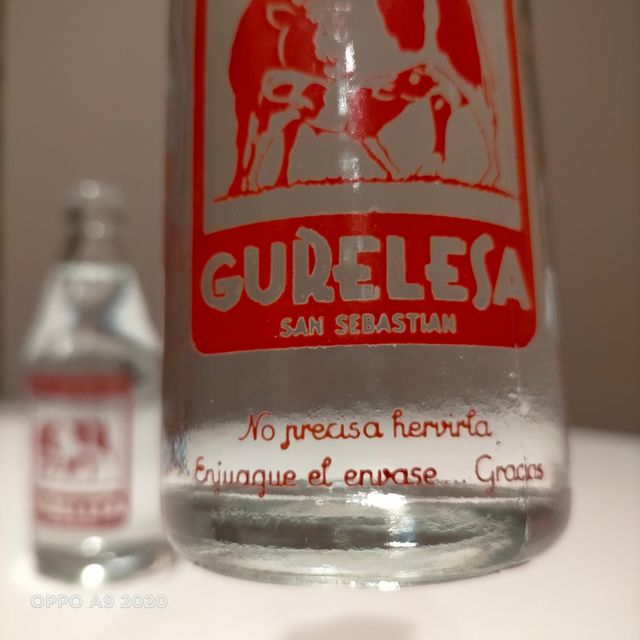 GURELESA
SAN SEBASTIAN
No precisa hervirla
Enjuague el envase... Gracias
OPPO A9 2020